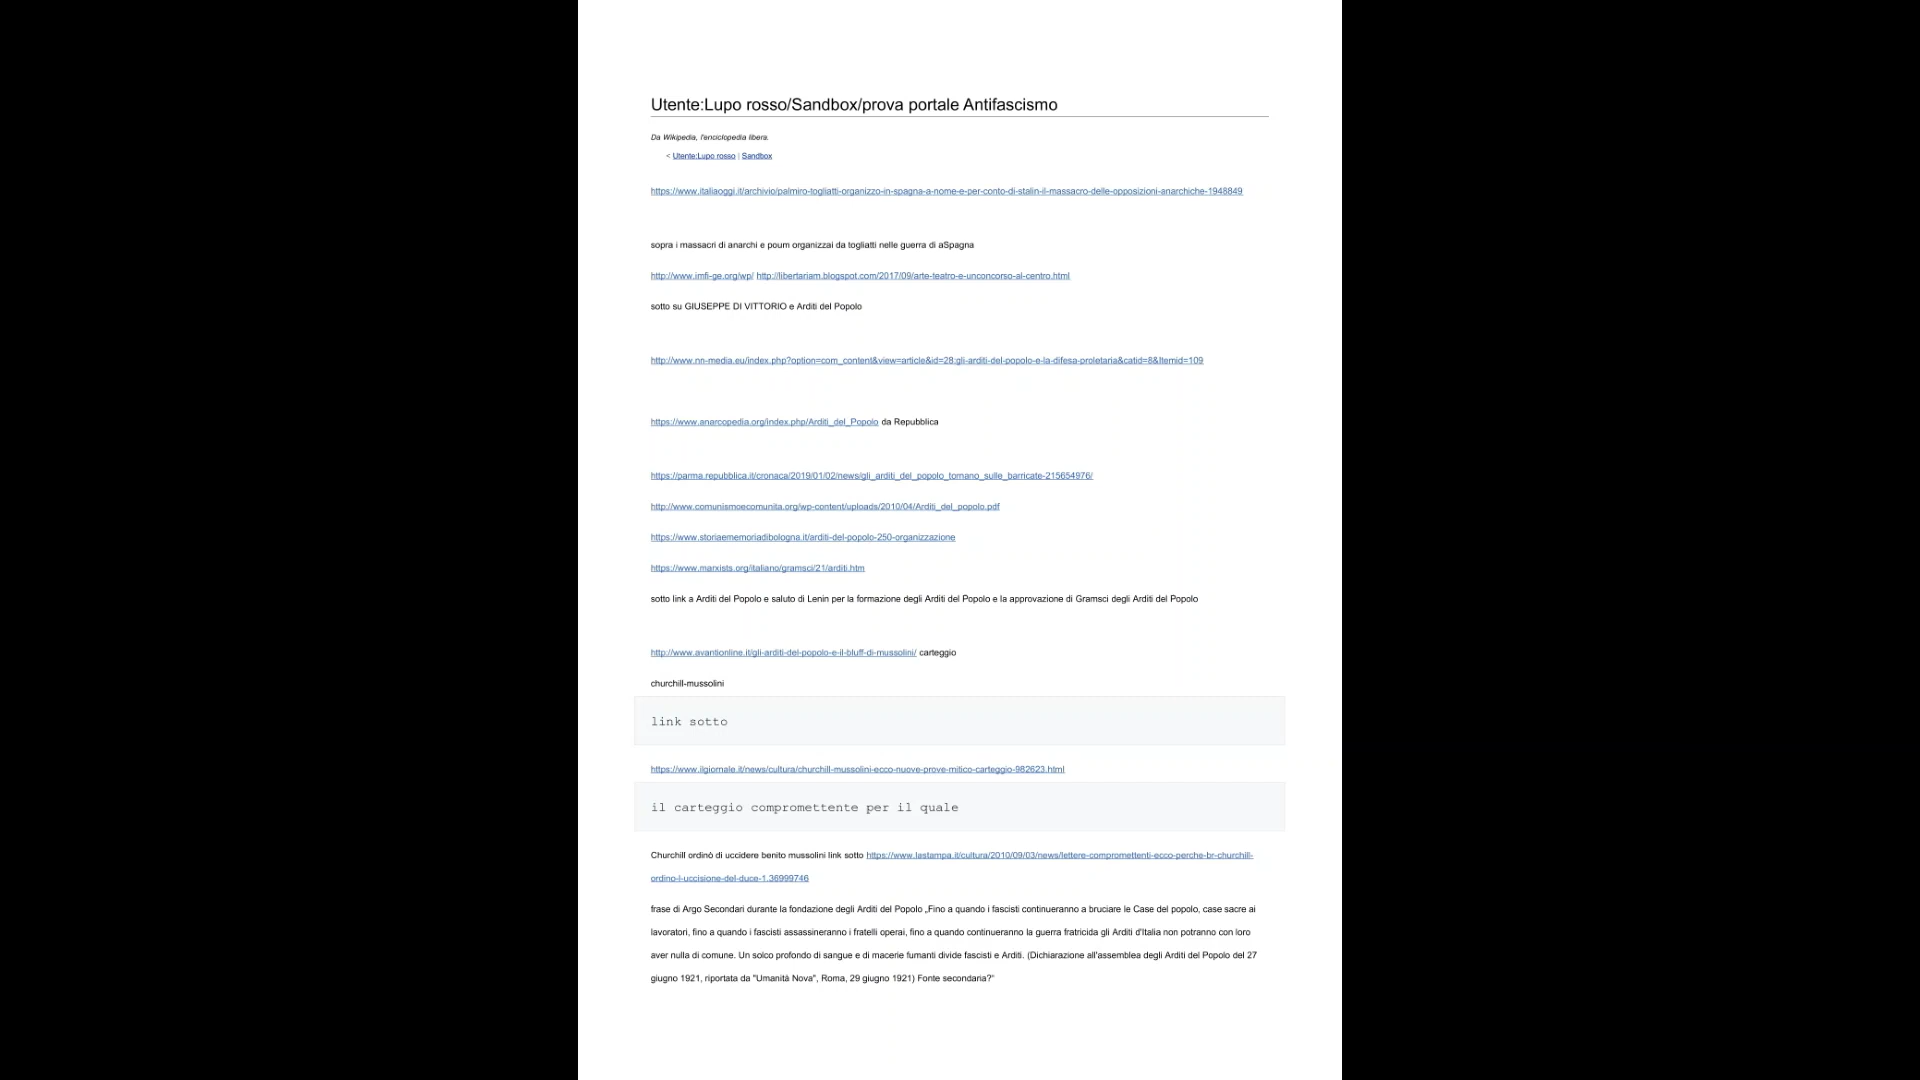 Utente:Lupo rosso/Sandbox/prova portale Antifascismo
Da Wikipedia, l'enciclopedia libera.
< Utente:Lupo rosso | Sandbox
https://www.italiaoggi.it/archivio/palmiro-togliatti-organizzo-in-spagna-a-nome-e-per-conto-di-stalin-il-massacro-delle-opposizioni-anarchiche-1948849
sopra i massacri di anarchi e poum organizzai da togliatti nelle guerra di aSpagna
http://www.imfi-ge.org/wp/ http://libertariam.blogspot.com/2017/09/arte-teatro-e-unconcorso-al-centro.html
sotto su GIUSEPPE DI VITTORIO e Arditi del Popolo
http://www.nn-media.eu/index.php?option=com_content&view=article&id=28:gli-arditi-del-popolo-e-la-difesa-proletaria&catid=8&Itemid=109
https://www.anarcopedia.org/index.php/Arditi_del_Popolo da Repubblica
https://parma.repubblica.it/cronaca/2019/01/02/news/gli_arditi_del_popolo_tornano_sulle_barricate-215654976/
http://www.comunismoecomunita.org/wp-content/uploads/2010/04/Arditi_del_popolo.pdf
https://www.storiaememoriadibologna.it/arditi-del-popolo-250-organizzazione
https://www.marxists.org/italiano/gramsci/21/arditi.htm
sotto link a Arditi del Popolo e saluto di Lenin per la formazione degli Arditi del Popolo e la approvazione di Gramsci degli Arditi del Popolo
http://www.avantionline.it/gli-arditi-del-popolo-e-il-bluff-di-mussolini/ carteggio
churchill-mussolini
link sotto
https://www.ilgiornale.it/news/cultura/churchill-mussolini-ecco-nuove-prove-mitico-carteggio-982623.html
il carteggio compromettente per il quale
Churchill ordinò di uccidere benito mussolini link sotto https://www.lastampa.it/cultura/2010/09/03/news/lettere-compromettenti-ecco-perche-br-churchill-
ordino-l-uccisione-del-duce-1.36999746
frase di Argo Secondari durante la fondazione degli Arditi del Popolo „Fino a quando i fascisti continueranno a bruciare le Case del popolo, case sacre ai
lavoratori, fino a quando i fascisti assassineranno i fratelli operai, fino a quando continueranno la guerra fratricida gli Arditi d'Italia non potranno con loro
aver nulla di comune. Un solco profondo di sangue e di macerie fumanti divide fascisti e Arditi. (Dichiarazione all'assemblea degli Arditi del Popolo del 27
giugno 1921, riportata da "Umanità Nova", Roma, 29 giugno 1921) Fonte secondaria?“